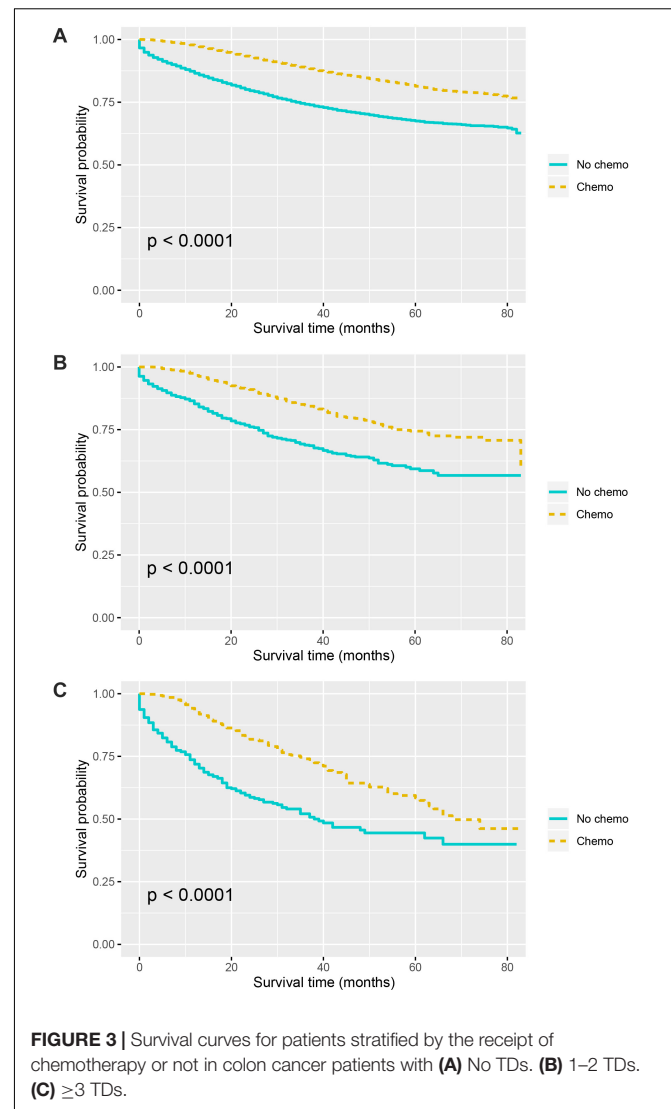 A
1.00
0.75
0.50
0.25
0.00
Survival probability
p < 0.0001
0 20 40 60 80
Survival time (months)
No chemo
Chemo
B
1.00
0.75
0.50
0.25
0.00
Survival probability
p < 0.0001
0 20 40 60 80
Survival time (months)
No chemo
Chemo
C
1.00
0.75
0.50
0.25
0.00
Survival probability
p < 0.0001
0 20 40 60 80
Survival time (months)
No chemo
Chemo
FIGURE 3 | Survival curves for patients stratified by the receipt of
chemotherapy or not in colon cancer patients with (A) No TDs. (B) 1–2 TDs.
(C) ≥3 TDs.